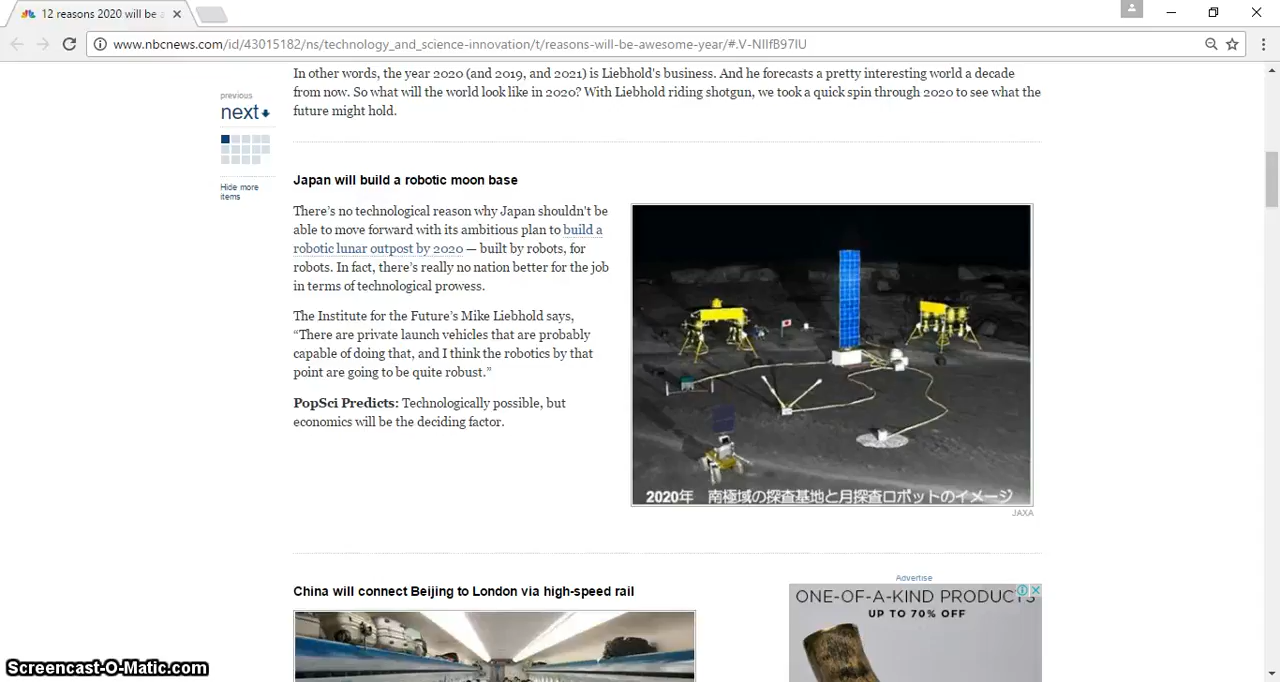 12 reasons 2020 will be a
www.nbcnews.com/id/43015182/ns/technology_and_science-innovation/t/reasons-will-be-awesome-year/#.V-NIIfB97IU
In other words, the year 2020 (and 2019, and 2021) is Liebhold's business. And he forecasts a pretty interesting world a decade
from now. So what will the world look like in 2020? With Liebhold riding shotgun, we took a quick spin through 2020 to see what the
future might hold.
previous
next
Hide more
items
Japan will build a robotic moon base
There's no technological reason why Japan shouldn't be
able to move forward with its ambitious plan to build a
robotic lunar outpost by 2020 — built by robots, for
robots. In fact, there's really no nation better for the job
in terms of technological prowess.
The Institute for the Future's Mike Liebhold says,
“There are private launch vehicles that are probably
capable of doing that, and I think the robotics by that
point are going to be quite robust.”
PopSci Predicts: Technologically possible, but
economics will be the deciding factor.
2020年 南極域の探査基地と月探査ロボットのイメージ
JAXA
China will connect Beijing to London via high-speed rail
Advertise
ONE-OF-A-KIND PRODUCTS
UP TO 70% OFF
Screencast-O-Matic.com